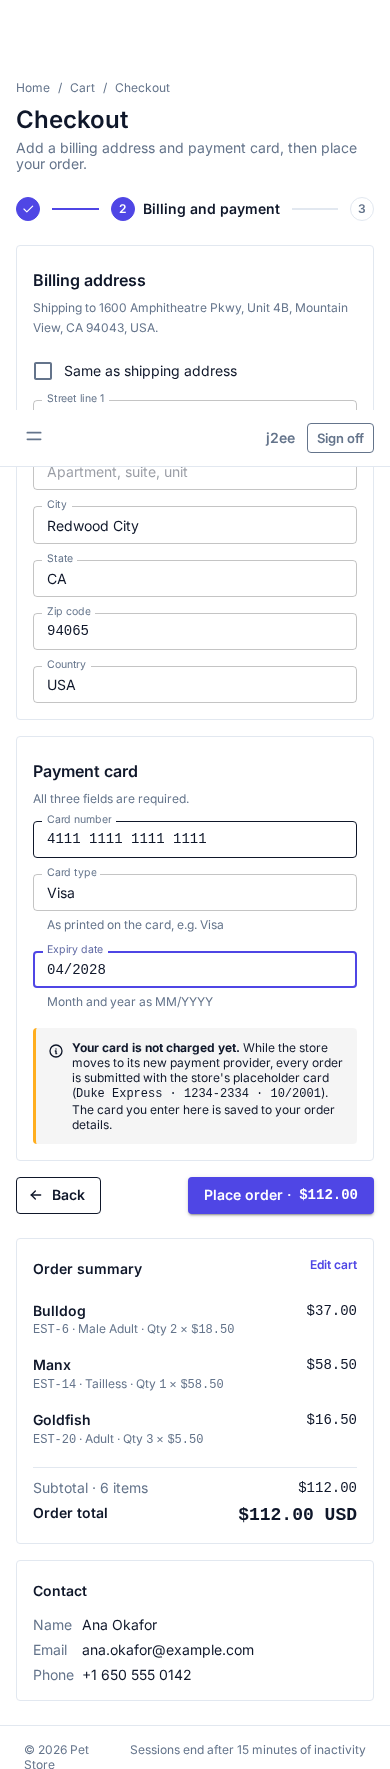 Home / Cart / Checkout
Checkout
Add a billing address and payment card, then place
your order.
2 Billing and payment 3
Billing address
Shipping to 1600 Amphitheatre Pkwy, Unit 4B, Mountain
View, CA 94043, USA.
Same as shipping address
Street line 1
j2ee Sign off
Apartment, suite, unit
City
Redwood City
State
CA
Zip code
94065
Country
USA
Payment card
All three fields are required.
Card number
4111 1111 1111 1111
Card type
Visa
As printed on the card, e.g. Visa
Expiry date
04/2028
Month and year as MM/YYYY
Your card is not charged yet. While the store
moves to its new payment provider, every order
is submitted with the store's placeholder card
(Duke Express · 1234-2334 · 10/2001).
The card you enter here is saved to your order
details.
Back
Place order · $112.00
Order summary Edit cart
Bulldog $37.00
EST-6 · Male Adult · Qty 2 × $18.50
Manx $58.50
EST-14 · Tailless · Qty 1 × $58.50
Goldfish $16.50
EST-20 · Adult · Qty 3 × $5.50
Subtotal · 6 items $112.00
Order total $112.00 USD
Contact
Name Ana Okafor
Email ana.okafor@example.com
Phone +1 650 555 0142
© 2026 Pet
Store
Sessions end after 15 minutes of inactivity